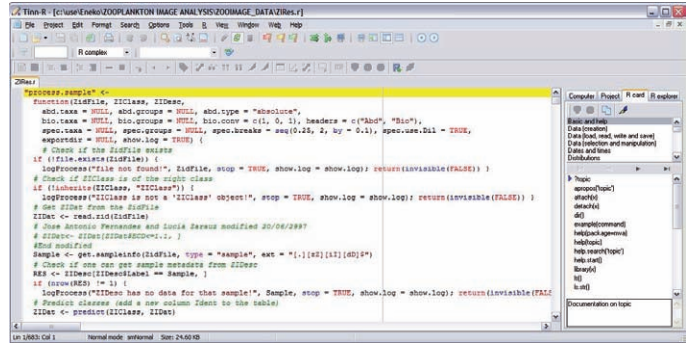 Tinn-R - [c:\use\Eneko\ZOOPLANKTON IMAGE ANALYSIS\ZOOIMAGE_DATA\ZIRes.r]
File Project Edit Format Search Options Tools R View Window Web Help
R complex
ZIRes.r
"process.sample" <-
function(ZidFile, ZIClass, ZIDesc,
abd.taxa = NULL, abd.groups = NULL, abd.type = "absolute",
bio.taxa = NULL, bio.groups = NULL, bio.conv = c(1, 0, 1), headers = c("Abd", "Bio"),
spec.taxa = NULL, spec.groups = NULL, spec.breaks = seq(0.25, 2, by = 0.1), spec.use.Dil = TRUE,
exportdir = NULL, show.log = TRUE) {
# Check if the ZidFile exists
if (!file.exists(ZidFile)) {
logProcess("file not found!", ZidFile, stop = TRUE, show.log = show.log); return(invisible(FALSE)) }
# Check if ZIClass is of the right class
if (!inherits(ZIClass, "ZIClass")) {
logProcess("ZIClass is not a 'ZIClass' object!", stop = TRUE, show.log = show.log); return(invisible(FALSE)) }
# Get ZIDat from the ZidFile
ZIDat <- read.zid(ZidFile)
# Jose Antonio Fernandes and Lucia Zarauz modified 20/06/2007
# ZIDat<- ZIDat[ZIDat$ECD<=1.1, ]
#End modified
Sample <- get.sampleinfo(ZidFile, type = "sample", ext = "[.][zZ][iI][dD]$")
# Check if one can get sample metadata from ZIDesc
RES <- ZIDesc[ZIDesc$Label == Sample, ]
if (nrow(RES) != 1) {
logProcess("ZIDesc has no data for that sample!", Sample, stop = TRUE, show.log = show.log); return(invisible(FALS
# Predict classes (add a new column Ident to the table)
ZIDat <- predict(ZIClass, ZIDat)
Computer Project R card R explorer
Basic and help
Data (creation)
Data (load, read, write and save)
Data (selection and manipulation)
Dates and times
Distributions
?topic
apropos('topic')
attach(x)
detach(x)
dir()
example(command)
help(package=mva)
help(topic)
help.search('topic')
help.start()
library(x)
ls()
ls.str()
Documentation on topic
Ln 1/683: Col 1 Normal mode smNormal Size: 24.60 KB